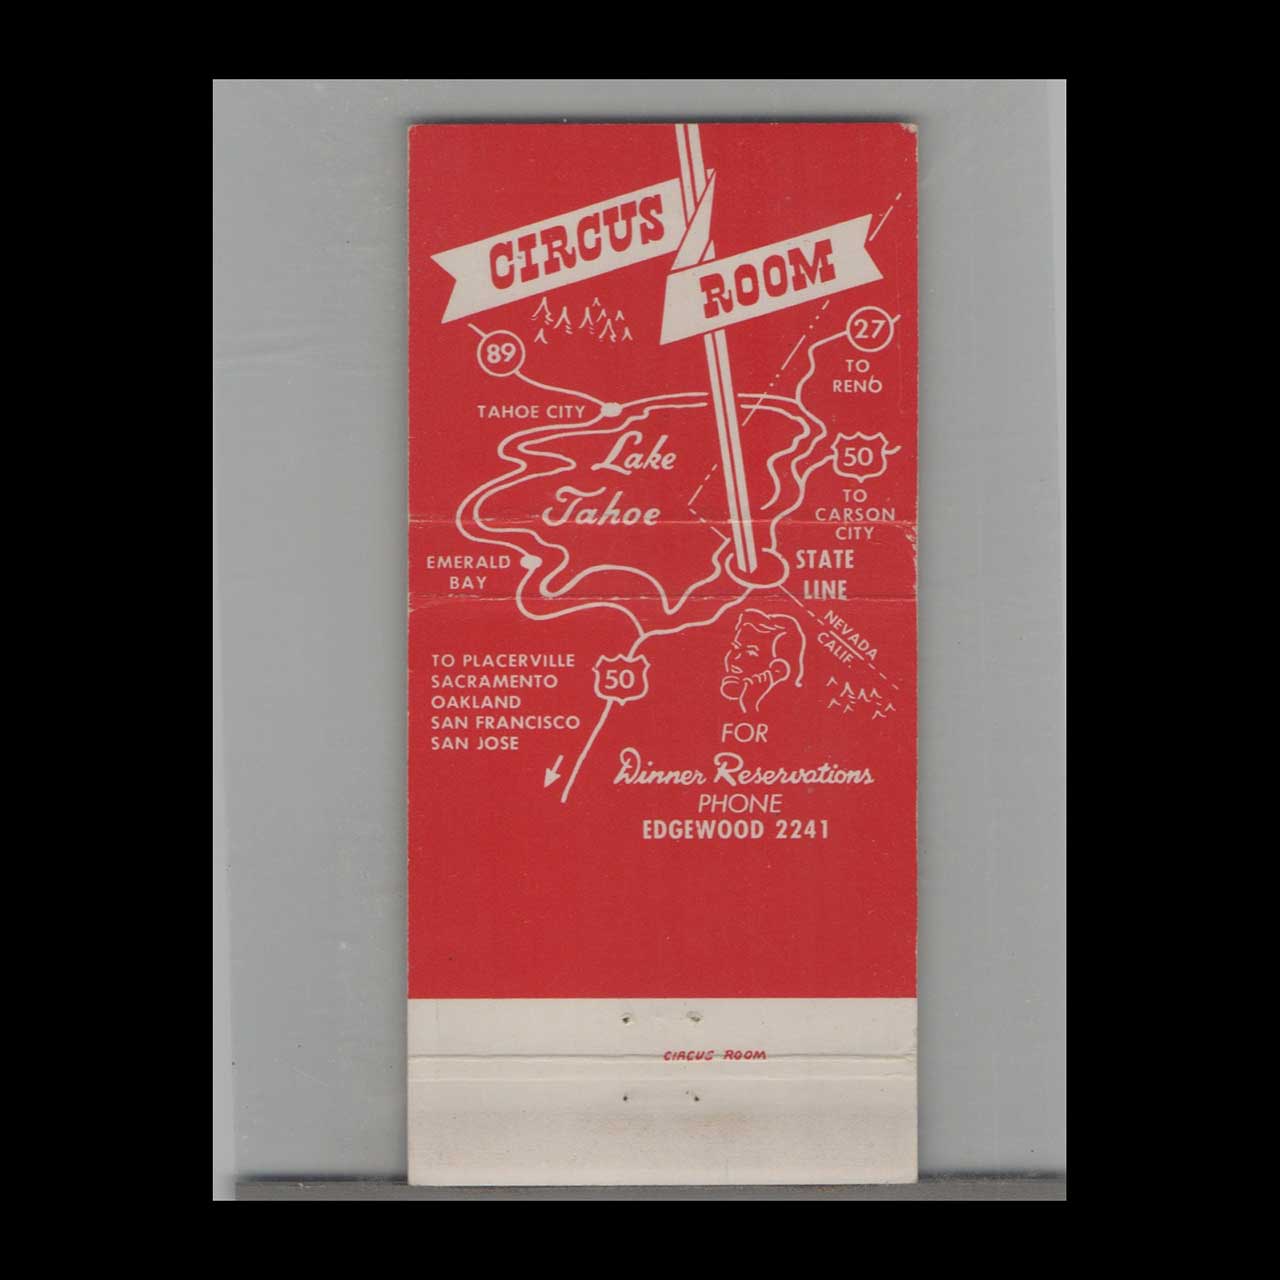 CIRCUS
ROOM
27
TO
RENO
89
TAHOE CITY
Lake
Tahoe
50
TO
CARSON
CITY
EMERALD
BAY
STATE
LINE
NEVADA
CALIF.
TO PLACERVILLE
SACRAMENTO
OAKLAND
SAN FRANCISCO
SAN JOSE
50
FOR
Dinner Reservations
PHONE
EDGEWOOD 2241
CIRCUS ROOM